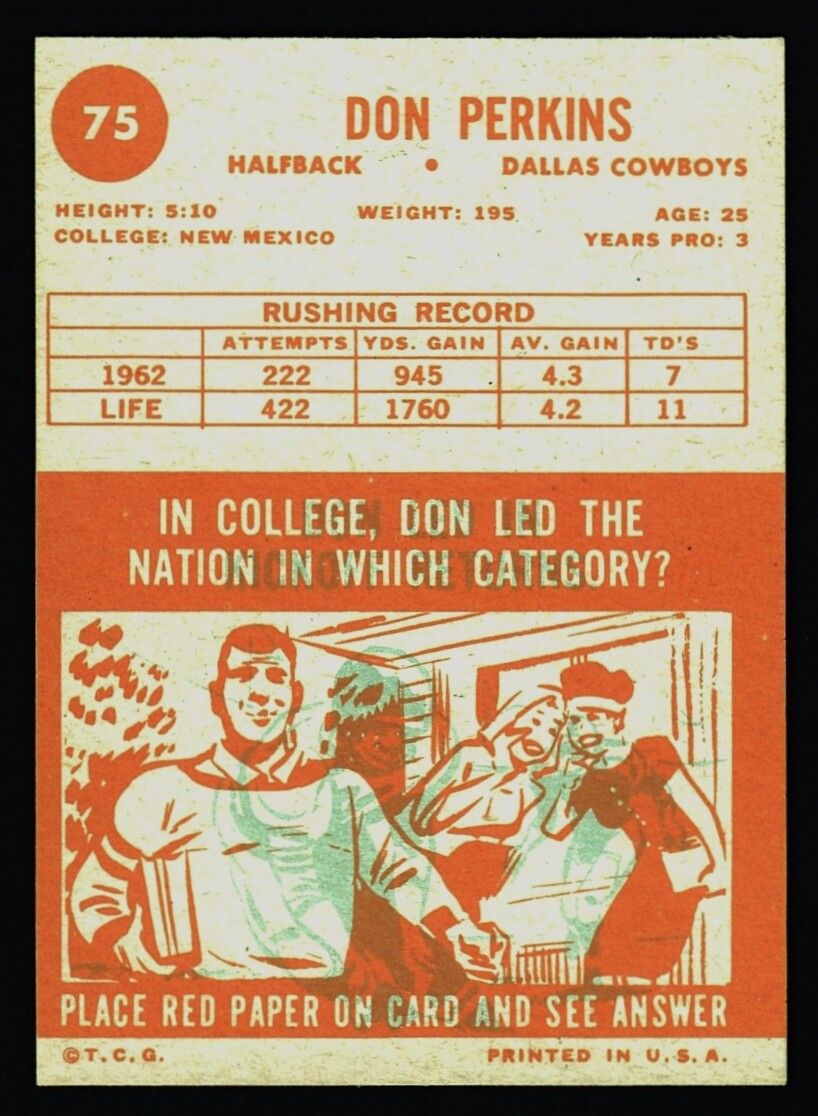 75
DON PERKINS
HALFBACK • DALLAS COWBOYS
HEIGHT: 5:10 WEIGHT: 195 AGE: 25
COLLEGE: NEW MEXICO YEARS PRO: 3
RUSHING RECORD
ATTEMPTS YDS. GAIN AV. GAIN TD'S
1962 222 945 4.3 7
LIFE 422 1760 4.2 11
IN COLLEGE, DON LED THE
NATION IN WHICH CATEGORY?
PLACE RED PAPER ON CARD AND SEE ANSWER
©T.C.G. PRINTED IN U.S.A.